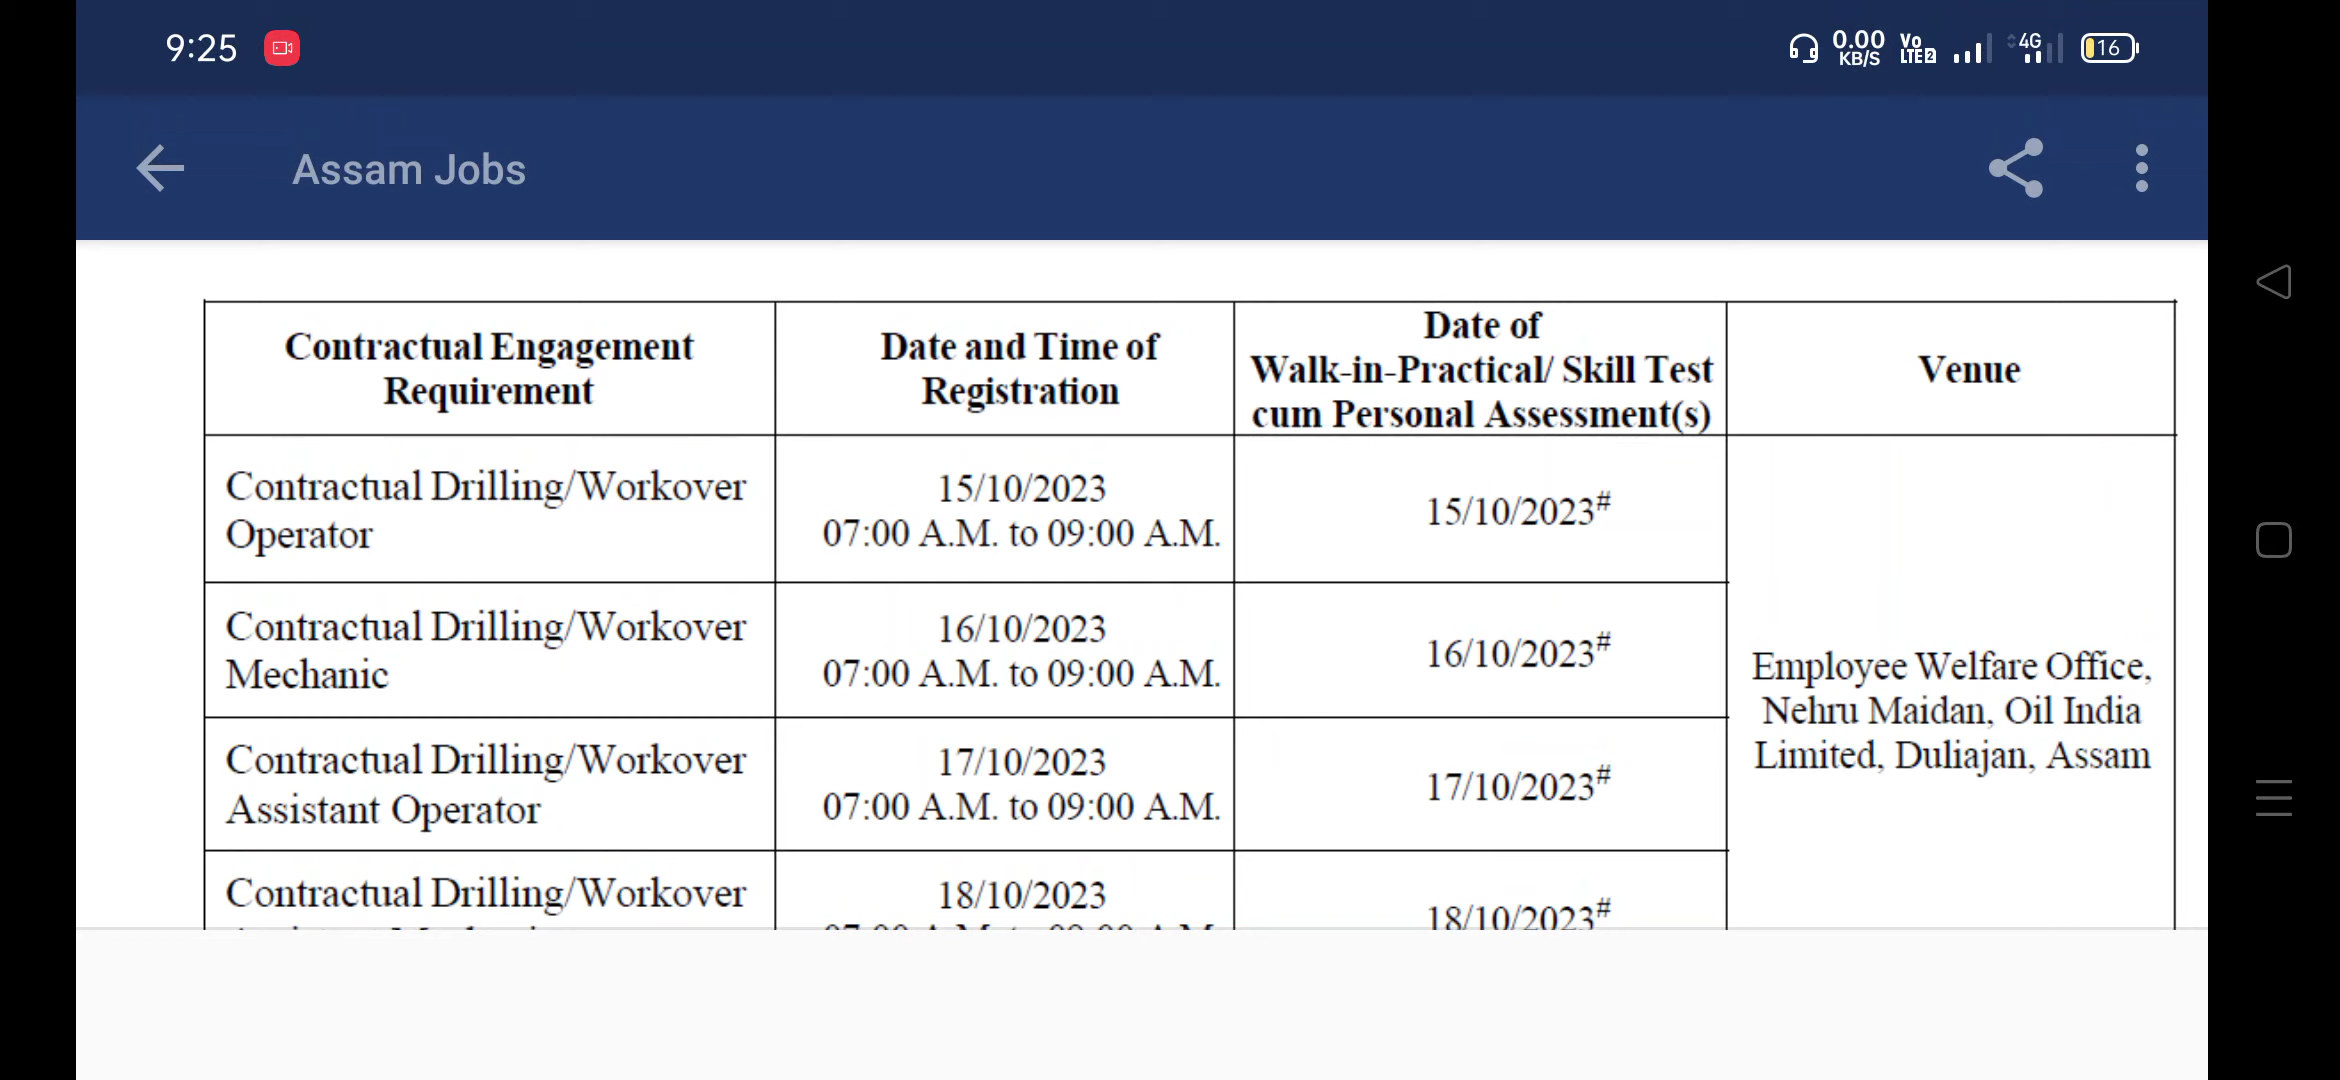 9:25
0.00
KB/S
Vo
LTE2
4G
16
Assam Jobs
Contractual Engagement
Requirement
Date and Time of
Registration
Date of
Walk-in-Practical/ Skill Test
cum Personal Assessment(s)
Venue
Contractual Drilling/Workover
Operator
15/10/2023
07:00 A.M. to 09:00 A.M.
15/10/2023#
Contractual Drilling/Workover
Mechanic
16/10/2023
07:00 A.M. to 09:00 A.M.
16/10/2023#
Contractual Drilling/Workover
Assistant Operator
17/10/2023
07:00 A.M. to 09:00 A.M.
17/10/2023#
Employee Welfare Office,
Nehru Maidan, Oil India
Limited, Duliajan, Assam
Contractual Drilling/Workover
18/10/2023
18/10/2023#